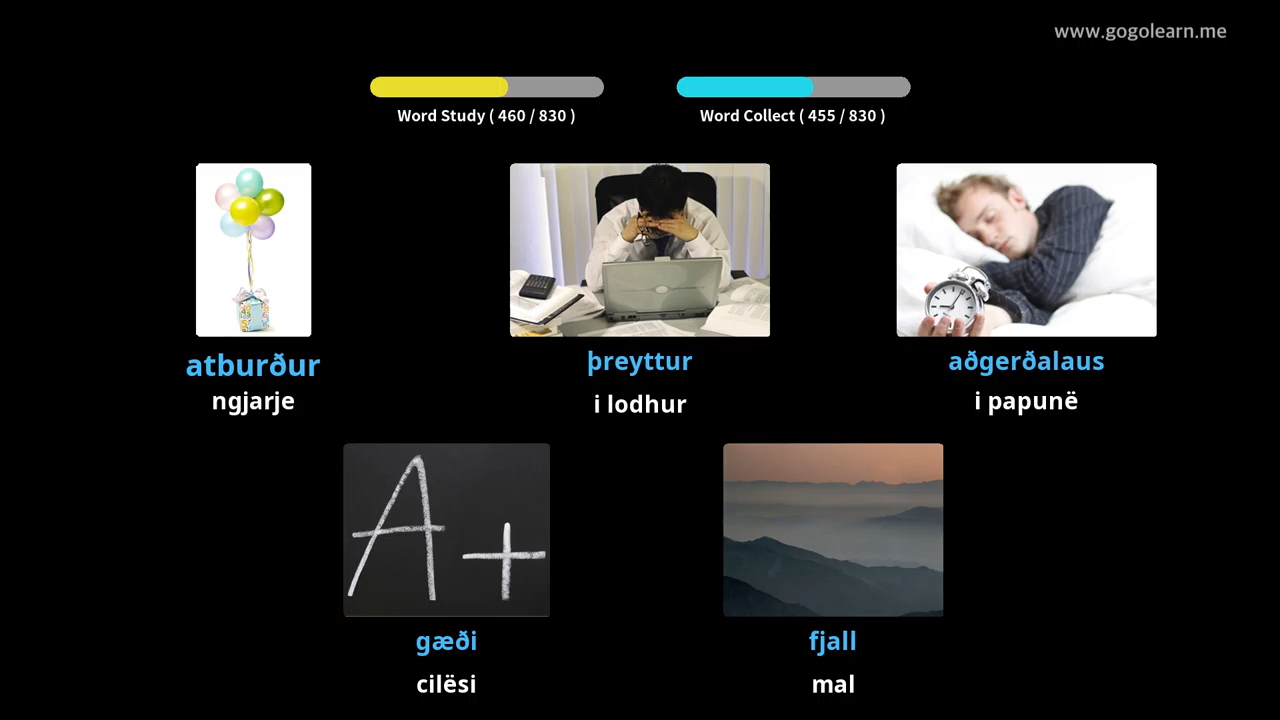 www.gogolearn.me
Word Study ( 460 / 830 )
Word Collect ( 455 / 830 )
atburður
ngjarje
þreyttur
i lodhur
aðgerðalaus
i papunë
A+
gæði
cilësi
fjall
mal